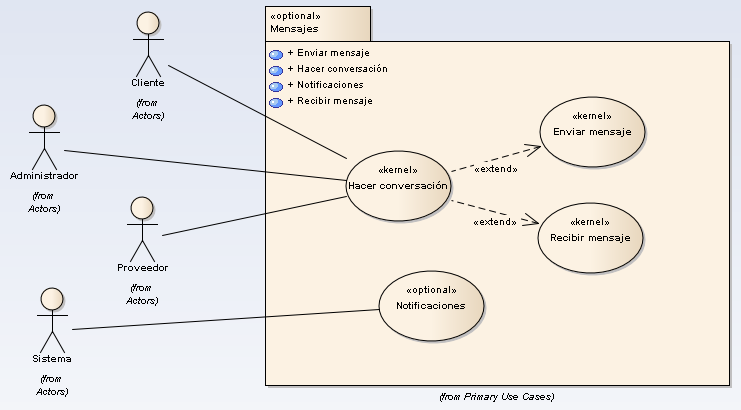 «optional»
Mensajes
+ Enviar mensaje
+ Hacer conversación
+ Notificaciones
+ Recibir mensaje
Cliente
(from
Actors)
Administrador
(from
Actors)
Proveedor
(from
Actors)
Sistema
(from
Actors)
«kernel»
Hacer conversación
«extend»
«kernel»
Enviar mensaje
«extend»
«kernel»
Recibir mensaje
«optional»
Notificaciones
(from Primary Use Cases)